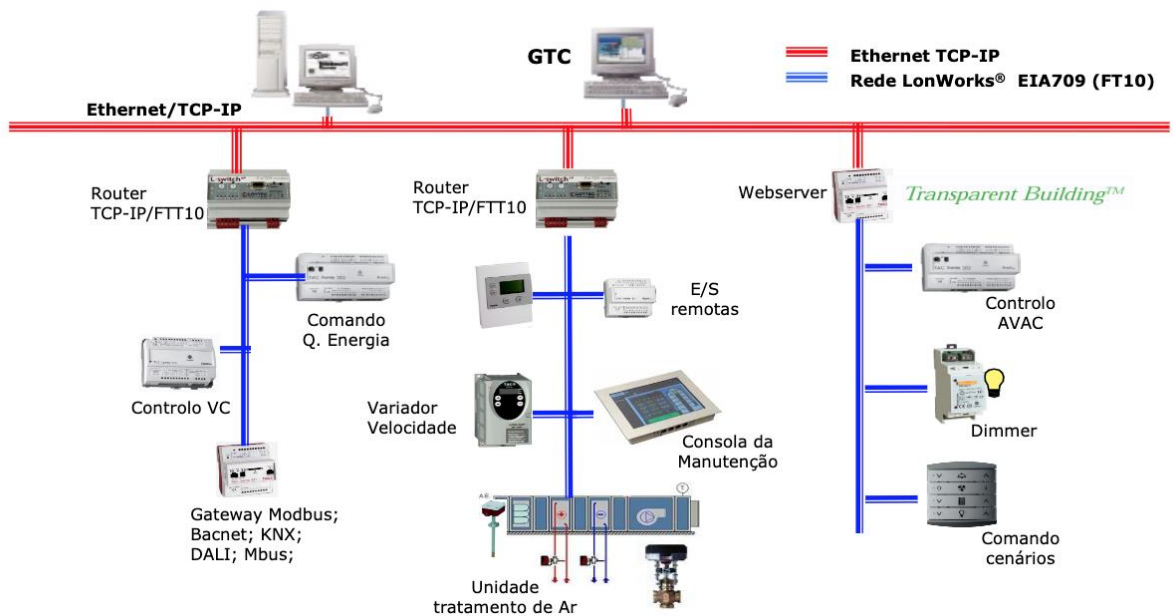 GTC
Ethernet TCP-IP
Rede LonWorks® EIA709 (FT10)
Ethernet/TCP-IP
Router
TCP-IP/FTT10
L-switch
Router
TCP-IP/FTT10
L-switch
Webserver
Transparent Building™
Comando
Q. Energia
Controlo VC
Gateway Modbus;
Bacnet; KNX;
DALI; Mbus;
E/S
remotas
Variador
Velocidade
Consola da
Manutenção
Unidade
tratamento de Ar
Controlo
AVAC
Dimmer
Comando
cenários